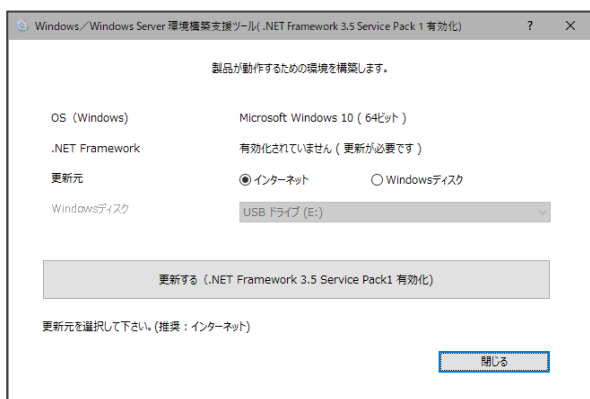 Windows／Windows Server 環境構築支援ツール( .NET Framework 3.5 Service Pack 1 有効化)
?
製品が動作するための環境を構築します。
OS（Windows) Microsoft Windows 10 ( 64ビット )
.NET Framework 有効化されていません ( 更新が必要です )
更新元 インターネット Windowsディスク
Windowsディスク USB ドライブ (E:)
更新する（.NET Framework 3.5 Service Pack1 有効化)
更新元を選択して下さい。(推奨：インターネット)
閉じる